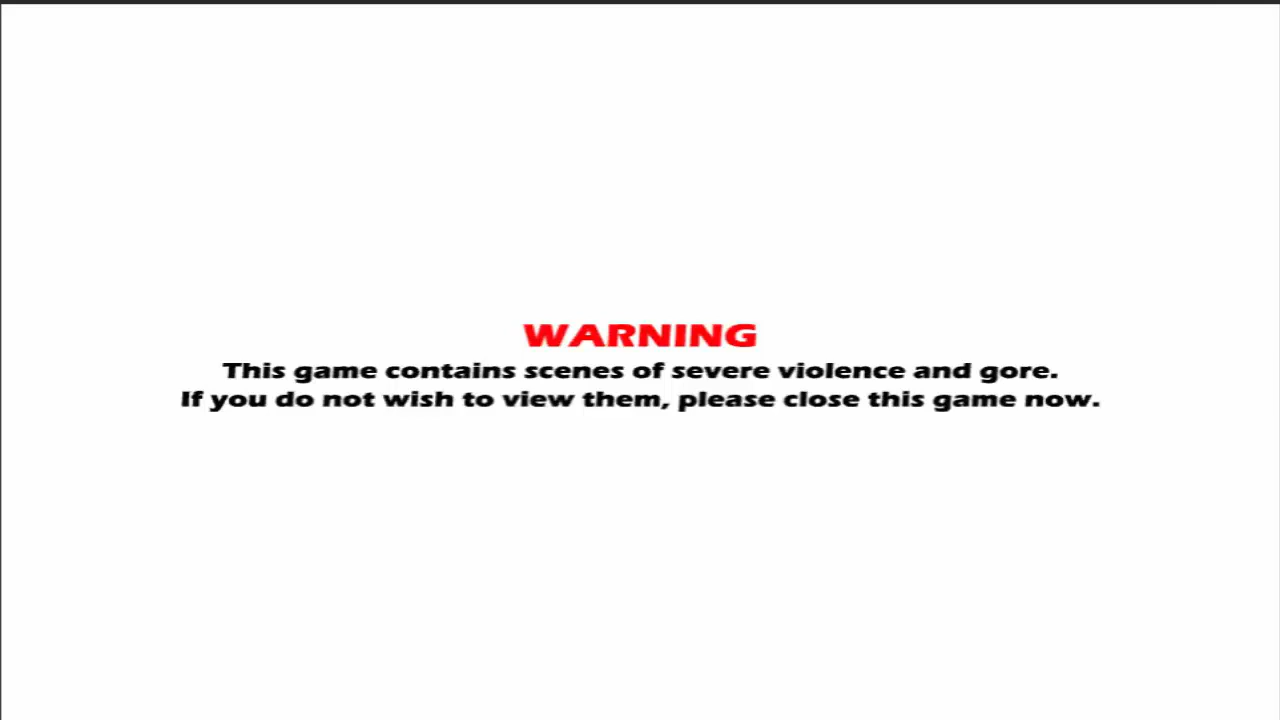 WARNING
This game contains scenes of severe violence and gore.
If you do not wish to view them, please close this game now.